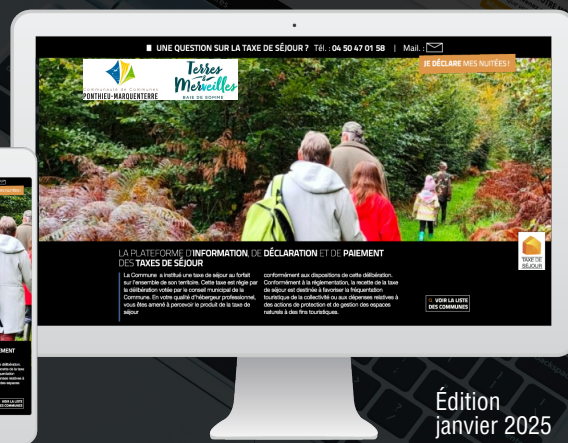 UNE QUESTION SUR LA TAXE DE SÉJOUR ? Tél. : 04 50 47 01 58 | Mail. :
JE DÉCLARE MES NUITÉES !
Communauté de Communes
PONTHIEU-MARQUENTERRE
Terres
&
Merveilles
BAIE DE SOMME
LA PLATEFORME D'INFORMATION, DE DÉCLARATION ET DE PAIEMENT
DES TAXES DE SÉJOUR
La Commune a institué une taxe de séjour au forfait
sur l'ensemble de son territoire. Cette taxe est régie par
la délibération votée par le conseil municipal de la
Commune. En votre qualité d'hébergeur professionnel,
vous êtes amené à percevoir le produit de la taxe de
séjour
conformément aux dispositions de cette délibération.
Conformément à la réglementation, la recette de la taxe
de séjour est destinée à favoriser la fréquentation
touristique de la collectivité ou aux dépenses relatives à
des actions de protection et de gestion des espaces
naturels à des fins touristiques.
TAXE DE
SÉJOUR
VOIR LA LISTE
DES COMMUNES
Édition
janvier 2025